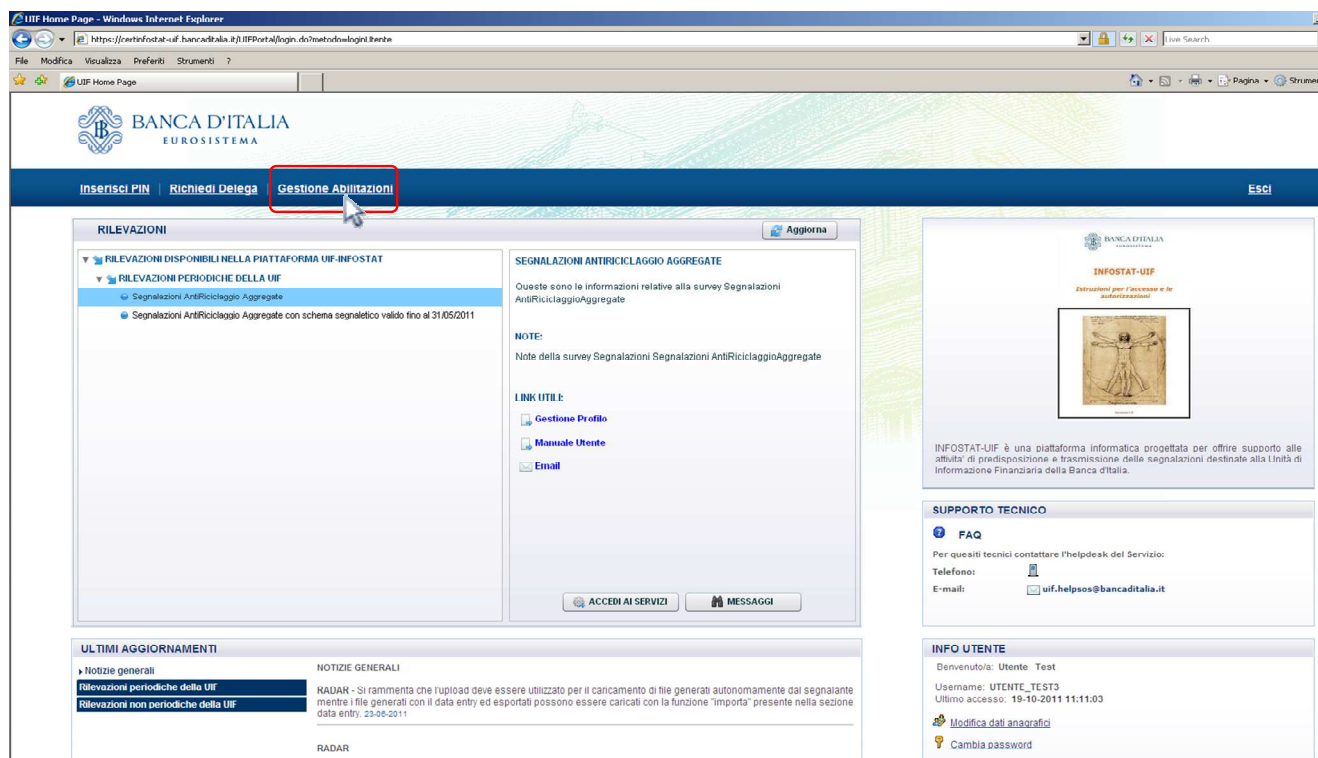 UIF Home Page - Windows Internet Explorer
https://certinfostat-uif.bancaditalia.it/UIFPortal/login.do?metodo=loginUtente
Live Search
File Modifica Visualizza Preferiti Strumenti ?
UIF Home Page
Pagina
BANCA D'ITALIA
EUROSISTEMA
Inserisci PIN | Richiedi Delega | Gestione Abilitazioni
Esci
RILEVAZIONI
Aggiorna
RILEVAZIONI DISPONIBILI NELLA PIATTAFORMA UIF-INFOSTAT
RILEVAZIONI PERIODICHE DELLA UIF
Segnalazioni AntiRiciclaggio Aggregate
Segnalazioni AntiRiciclaggio Aggregate con schema segnaletico valido fino al 31/05/2011
SEGNALAZIONI ANTIRICICLAGGIO AGGREGATE
Queste sono le informazioni relative alla survey Segnalazioni
AntiRiciclaggioAggregate
NOTE:
Note della survey Segnalazioni Segnalazioni AntiRiciclaggioAggregate
LINK UTILI:
Gestione Profilo
Manuale Utente
Email
ACCEDI AI SERVIZI
MESSAGGI
BANCA D'ITALIA
EUROSISTEMA
INFOSTAT-UIF
Istruzioni per l'accesso e le
autorizzazioni
INFOSTAT-UIF è una piattaforma informatica progettata per offrire supporto alle
attivita' di predisposizione e trasmissione delle segnalazioni destinate alla Unità di
Informazione Finanziaria della Banca d'Italia.
SUPPORTO TECNICO
FAQ
Per quesiti tecnici contattare l'helpdesk del Servizio:
Telefono:
E-mail: uif.helpsos@bancaditalia.it
ULTIMI AGGIORNAMENTI
Notizie generali
Rilevazioni periodiche della UIF
Rilevazioni non periodiche della UIF
NOTIZIE GENERALI
RADAR - Si rammenta che l'upload deve essere utilizzato per il caricamento di file generati autonomamente dal segnalante
mentre i file generati con il data entry ed esportati possono essere caricati con la funzione "importa" presente nella sezione
data entry. 23-06-2011
RADAR
INFO UTENTE
Benvenuto/a: Utente Test
Username: UTENTE_TEST3
Ultimo accesso: 19-10-2011 11:11:03
Modifica dati anagrafici
Cambia password